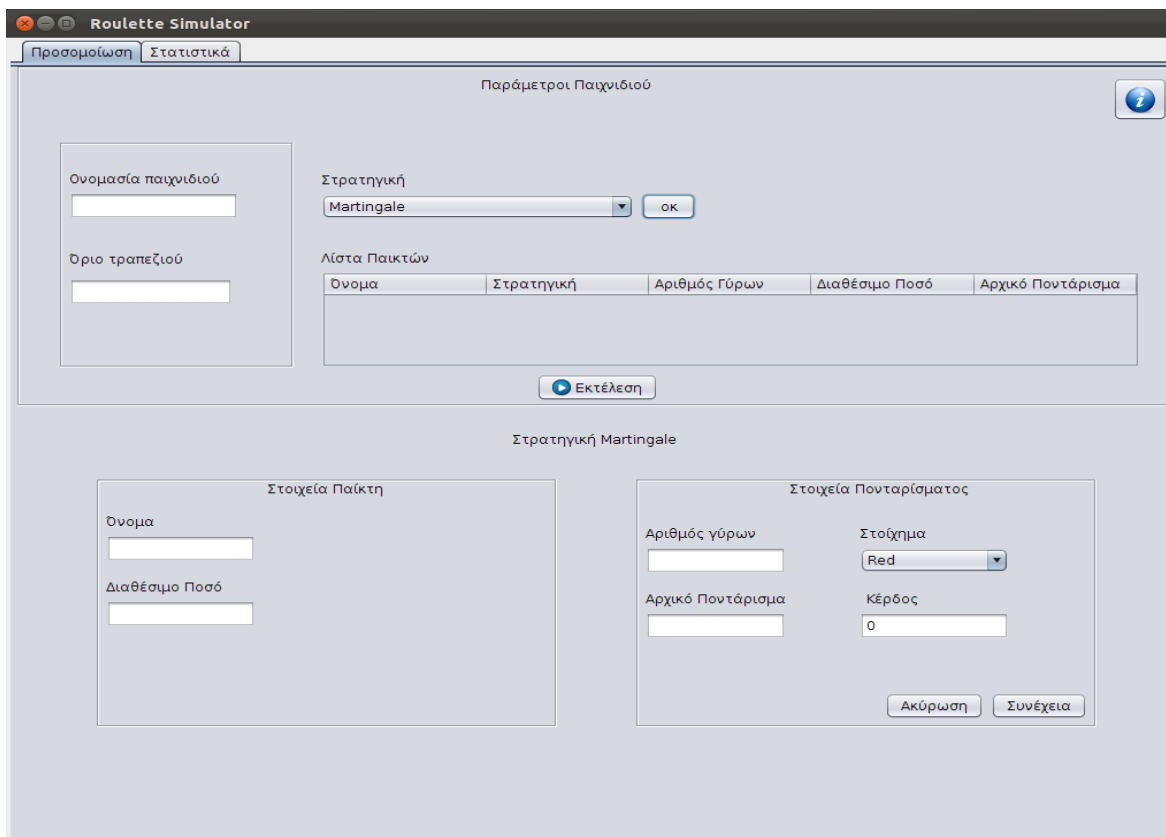 Roulette Simulator
Προσομοίωση Στατιστικά
Παράμετροι Παιχνιδιού
Ονομασία παιχνιδιού
Στρατηγική
Martingale οκ
Όριο τραπεζιού
Λίστα Παικτών
Όνομα Στρατηγική Αριθμός Γύρων Διαθέσιμο Ποσό Αρχικό Ποντάρισμα
Εκτέλεση
Στρατηγική Martingale
Στοιχεία Παίκτη
Όνομα
Διαθέσιμο Ποσό
Στοιχεία Πονταρίσματος
Αριθμός γύρων Στοίχημα
Red
Αρχικό Ποντάρισμα Κέρδος
0
Ακύρωση Συνέχεια